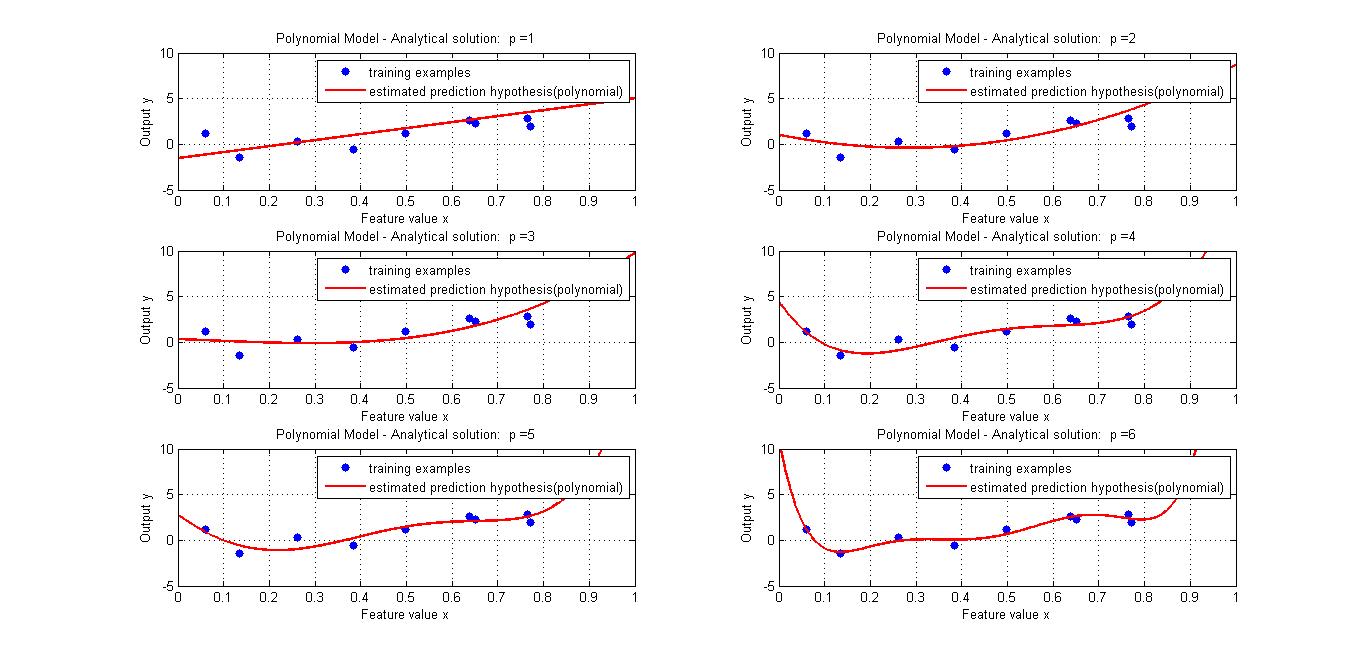 Polynomial Model - Analytical solution: p =1
10
5
0
-5
Output y
training examples
estimated prediction hypothesis(polynomial)
0 0.1 0.2 0.3 0.4 0.5 0.6 0.7 0.8 0.9 1
Feature value x
Polynomial Model - Analytical solution: p =2
10
5
0
-5
Output y
training examples
estimated prediction hypothesis(polynomial)
0 0.1 0.2 0.3 0.4 0.5 0.6 0.7 0.8 0.9 1
Feature value x
Polynomial Model - Analytical solution: p =3
10
5
0
-5
Output y
training examples
estimated prediction hypothesis(polynomial)
0 0.1 0.2 0.3 0.4 0.5 0.6 0.7 0.8 0.9 1
Feature value x
Polynomial Model - Analytical solution: p =4
10
5
0
-5
Output y
training examples
estimated prediction hypothesis(polynomial)
0 0.1 0.2 0.3 0.4 0.5 0.6 0.7 0.8 0.9 1
Feature value x
Polynomial Model - Analytical solution: p =5
10
5
0
-5
Output y
training examples
estimated prediction hypothesis(polynomial)
0 0.1 0.2 0.3 0.4 0.5 0.6 0.7 0.8 0.9 1
Feature value x
Polynomial Model - Analytical solution: p =6
10
5
0
-5
Output y
training examples
estimated prediction hypothesis(polynomial)
0 0.1 0.2 0.3 0.4 0.5 0.6 0.7 0.8 0.9 1
Feature value x